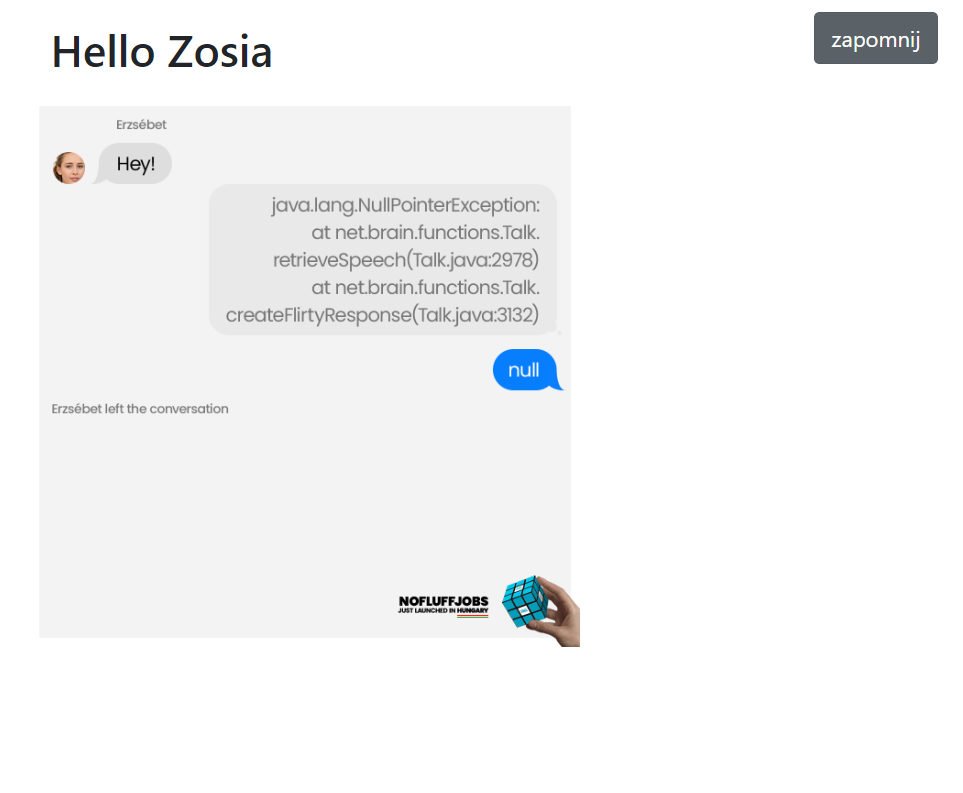 Hello Zosia
zapomnij
Erzsébet
Hey!
java.lang.NullPointerException:
at net.brain.functions.Talk.
retrieveSpeech(Talk.java:2978)
at net.brain.functions.Talk.
createFlirtyResponse(Talk.java:3132)
null
Erzsébet left the conversation
NOFLUFFJOBS
JUST LAUNCHED IN HUNGARY